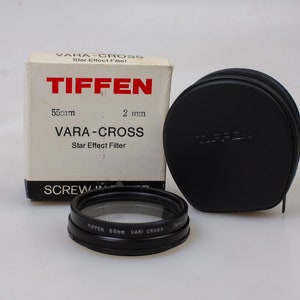 TIFFEN
55mm 2 mm
VARA-CROSS
Star Effect Filter
SCREW-IN
TIFFEN
TIFFEN 55mm VARI CROSS